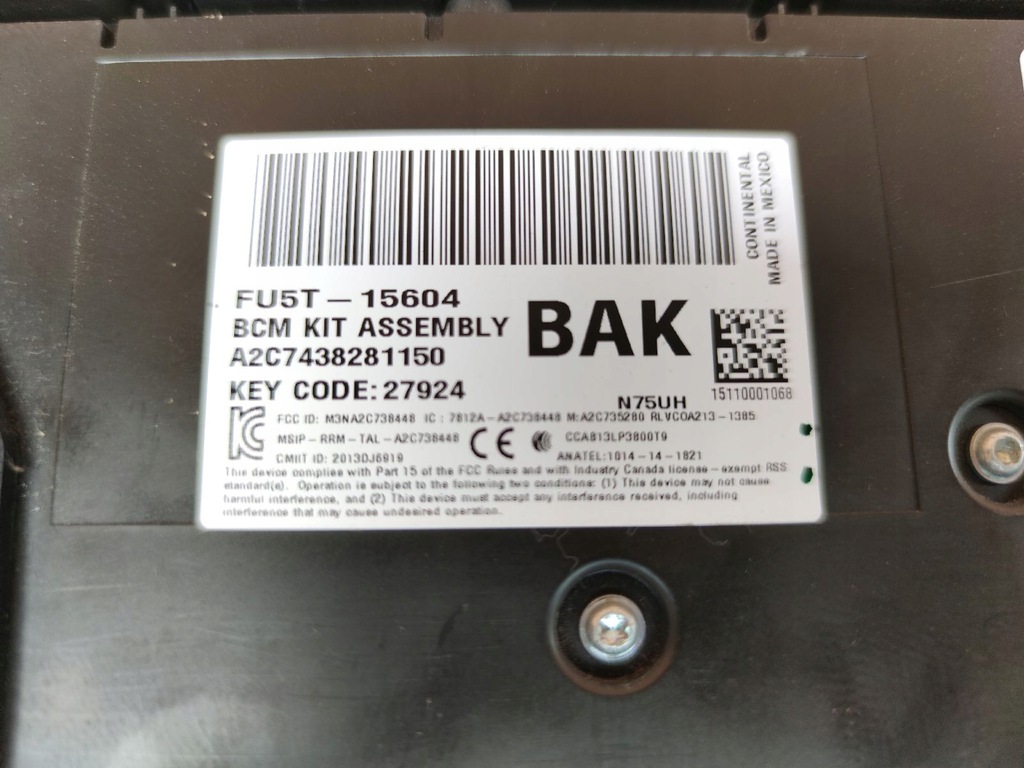 CONTINENTAL
MADE IN MEXICO
FU5T-15604
BCM KIT ASSEMBLY
BAK
A2C7438281150
KEY CODE:27924
N75UH
15110001068
FCC ID: M3NA2C738448 IC: 7812A-A2C738448 M:A2C735280 RLVCOA213-1385
MSIP-RRM-TAL-A2C738448 CE CCAB13LP3800T9
CMIIT ID: 2013DJ6919 ANATEL:1014-14-1821
This device complies with Part 15 of the FCC Rules and with Industry Canada license-exempt RSS
standard(s). Operation is subject to the following two conditions: (1) This device may not cause
harmful interference, and (2) This device must accept any interference received, including
interference that may cause undesired operation.